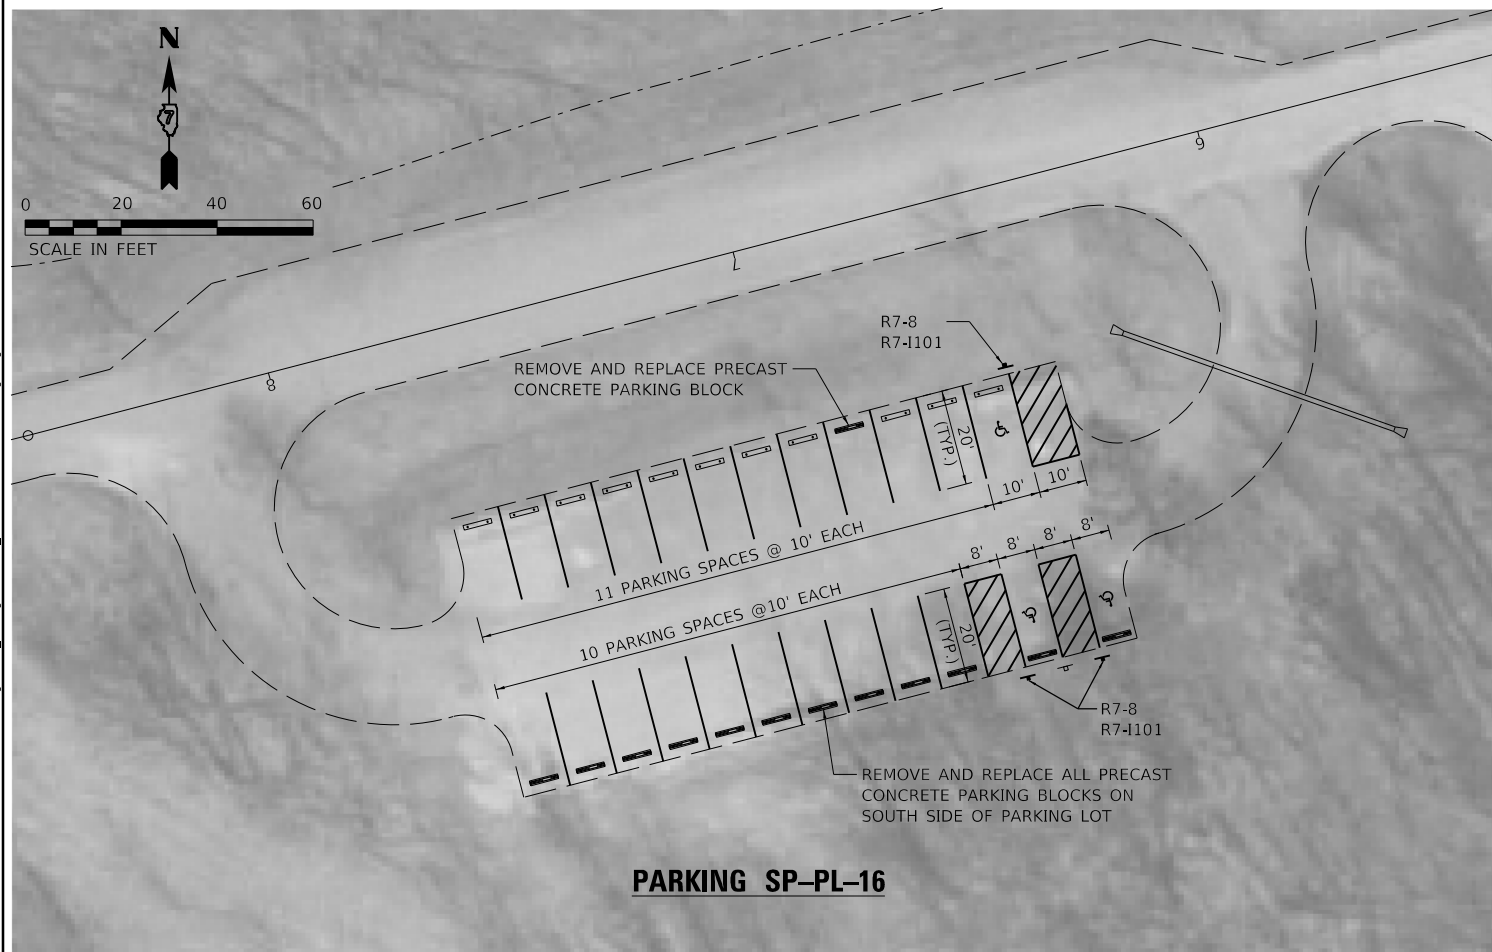 N
7
0 20 40 60
SCALE IN FEET
6
7
8
R7-8
R7-I101
REMOVE AND REPLACE PRECAST
CONCRETE PARKING BLOCK
20'
(TYP.)
10'
10'
11 PARKING SPACES @ 10' EACH
8'
8'
8'
8'
10 PARKING SPACES @10' EACH
20'
(TYP.)
R7-8
R7-I101
REMOVE AND REPLACE ALL PRECAST
CONCRETE PARKING BLOCKS ON
SOUTH SIDE OF PARKING LOT
PARKING SP-PL-16